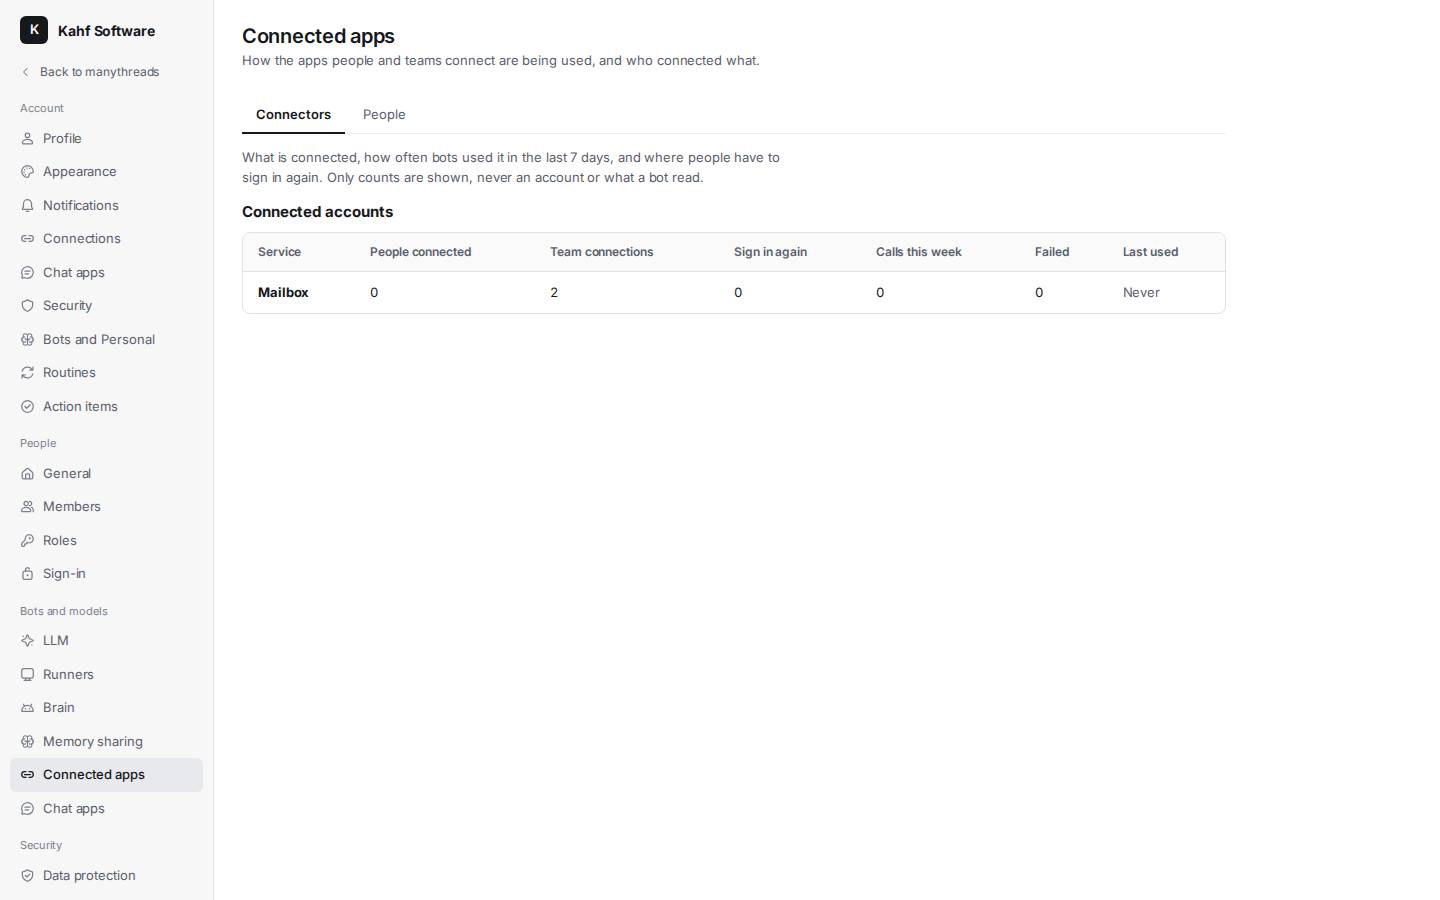 K
Kahf Software
Back to manythreads
Account
Profile
Appearance
Notifications
Connections
Chat apps
Security
Bots and Personal
Routines
Action items
People
General
Members
Roles
Sign-in
Bots and models
LLM
Runners
Brain
Memory sharing
Connected apps
Chat apps
Security
Data protection
Connected apps
How the apps people and teams connect are being used, and who connected what.
Connectors People
What is connected, how often bots used it in the last 7 days, and where people have to
sign in again. Only counts are shown, never an account or what a bot read.
Connected accounts
Service People connected Team connections Sign in again Calls this week Failed Last used
Mailbox 0 2 0 0 0 Never